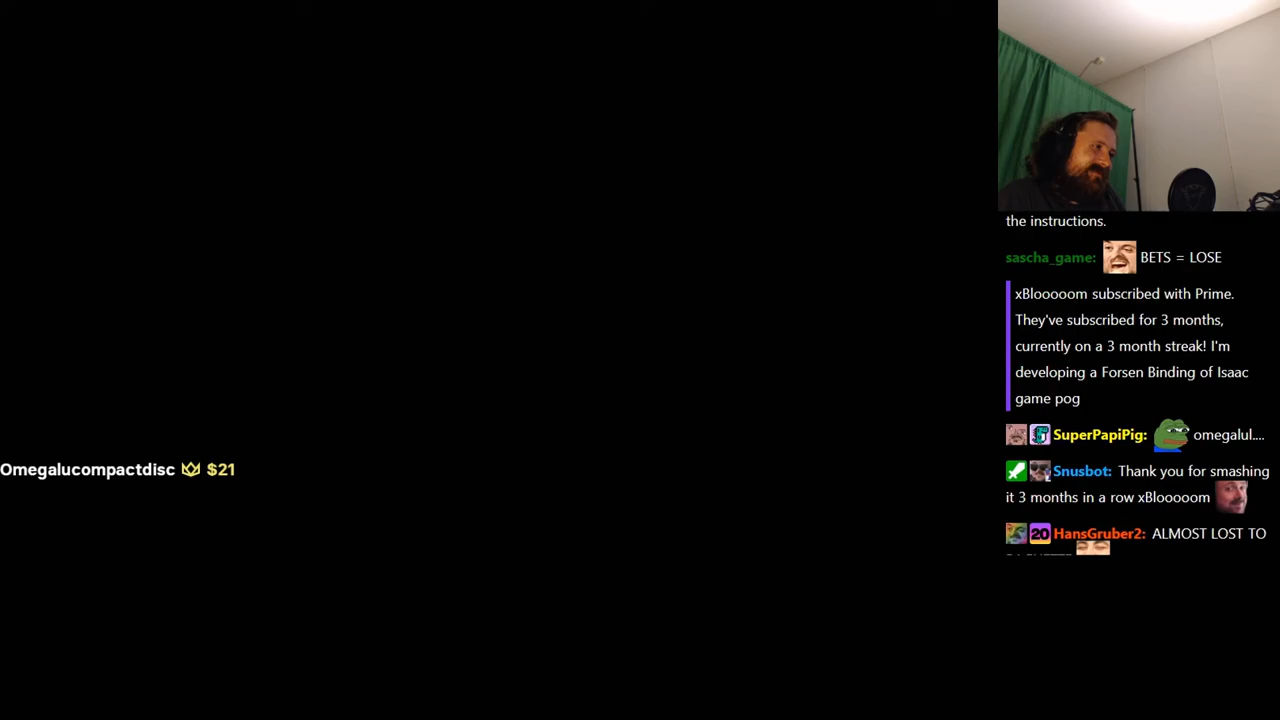 the instructions.
sascha_game: BETS = LOSE
xBlooooom subscribed with Prime.
They've subscribed for 3 months,
currently on a 3 month streak! I'm
developing a Forsen Binding of Isaac
game pog
SuperPapiPig: omegalul....
Omegalucompactdisc $21
Snusbot: Thank you for smashing
it 3 months in a row xBlooooom
20 HansGruber2: ALMOST LOST TO